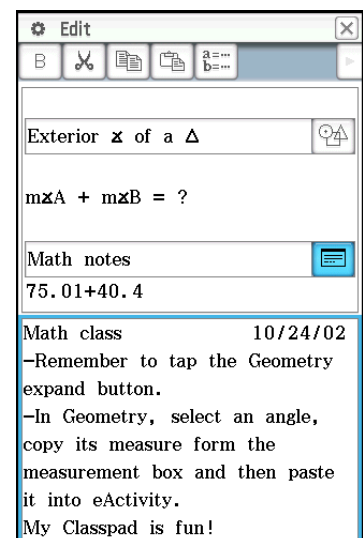 Edit
B
a=…
b=…
Exterior ∡ of a Δ
m∡A + m∡B = ?
Math notes
75.01+40.4
Math class 10/24/02
−Remember to tap the Geometry
expand button.
−In Geometry, select an angle,
copy its measure form the
measurement box and then paste
it into eActivity.
My Classpad is fun!